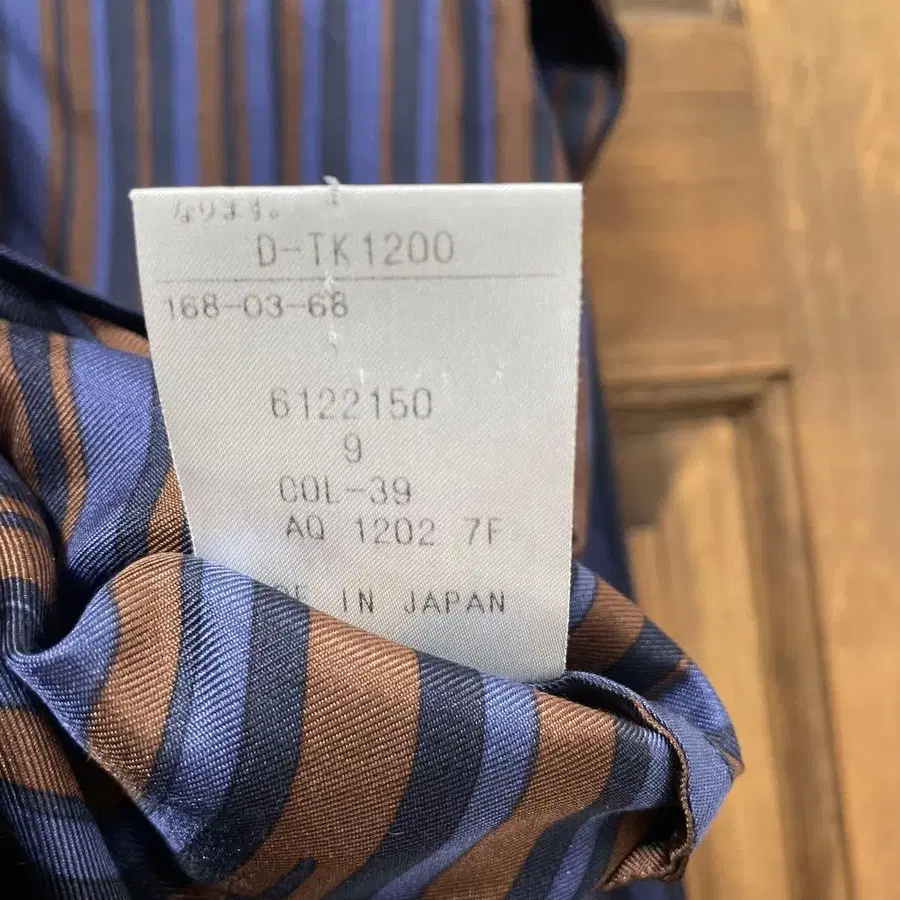 なります。
D-TK1200
168-03-68
6122150
9
COL-39
AQ 1202 7F
IN JAPAN